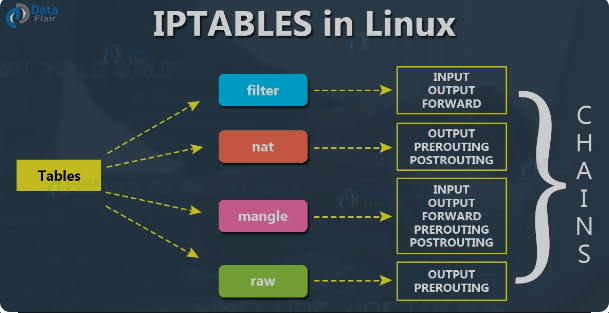 Data
Flair
IPTABLES in Linux
Tables
filter
INPUT
OUTPUT
FORWARD
nat
OUTPUT
PREROUTING
POSTROUTING
mangle
INPUT
OUTPUT
FORWARD
PREROUTING
POSTROUTING
raw
OUTPUT
PREROUTING
CHAINS